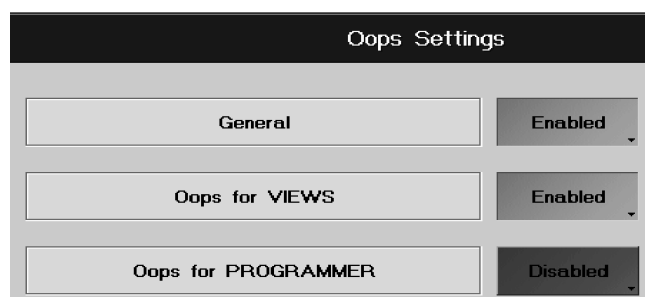 Oops Settings
General Enabled
Oops for VIEWS Enabled
Oops for PROGRAMMER Disabled